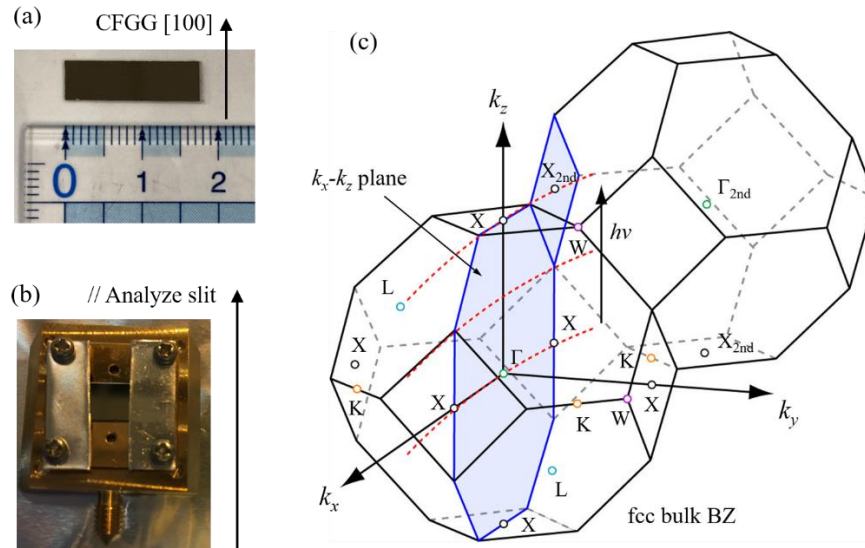 (a)
CFGG [100]
0 1 2
(b)
// Analyze slit
(c)
k_z
k_x-k_z plane
X_2nd
X
Γ_2nd
hν
W
L
X
X_2nd
X
K
Γ
K
X
X
K
W
k_y
L
k_x
X
fcc bulk BZ